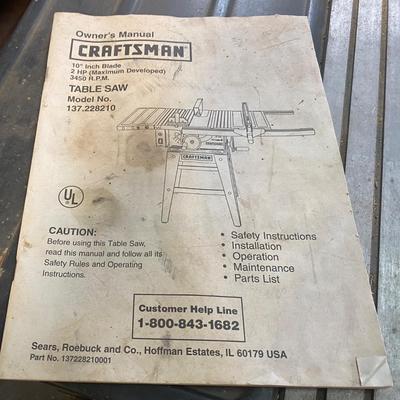 Owner's Manual
CRAFTSMAN
10" Inch Blade
2 HP (Maximum Developed)
3450 R.P.M.
TABLE SAW
Model No.
137.228210
CRAFTSMAN
UL
CAUTION:
Before using this Table Saw,
read this manual and follow all its
Safety Rules and Operating
Instructions.
• Safety Instructions
• Installation
• Operation
• Maintenance
• Parts List
Customer Help Line
1-800-843-1682
Sears, Roebuck and Co., Hoffman Estates, IL 60179 USA
Part No. 137228210001